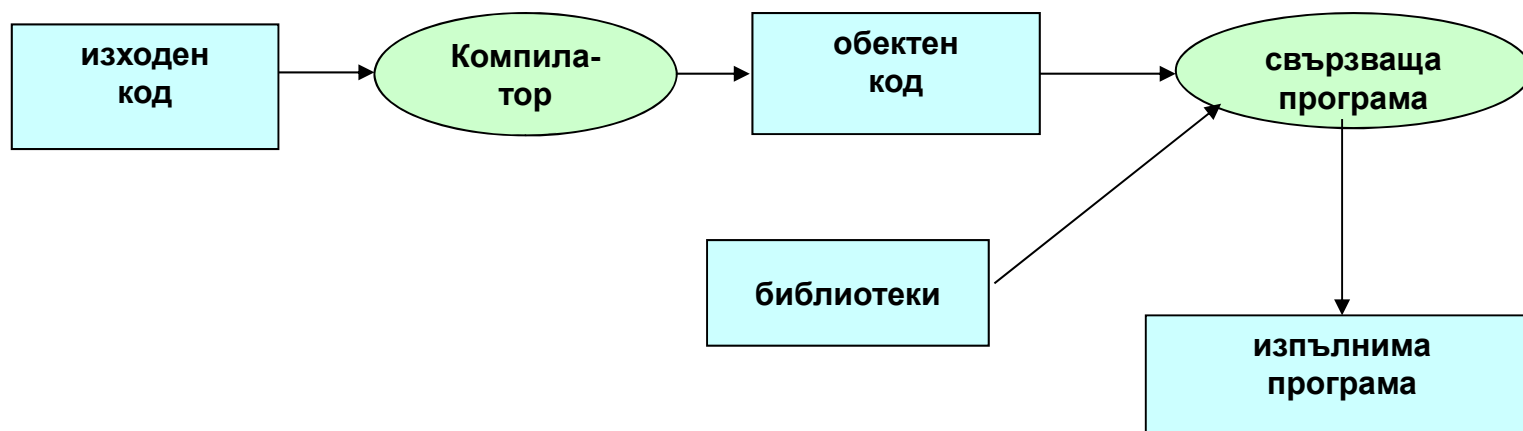 изходен
код
Компила-
тор
обектен
код
свързваща
програма
библиотеки
изпълнима
програма